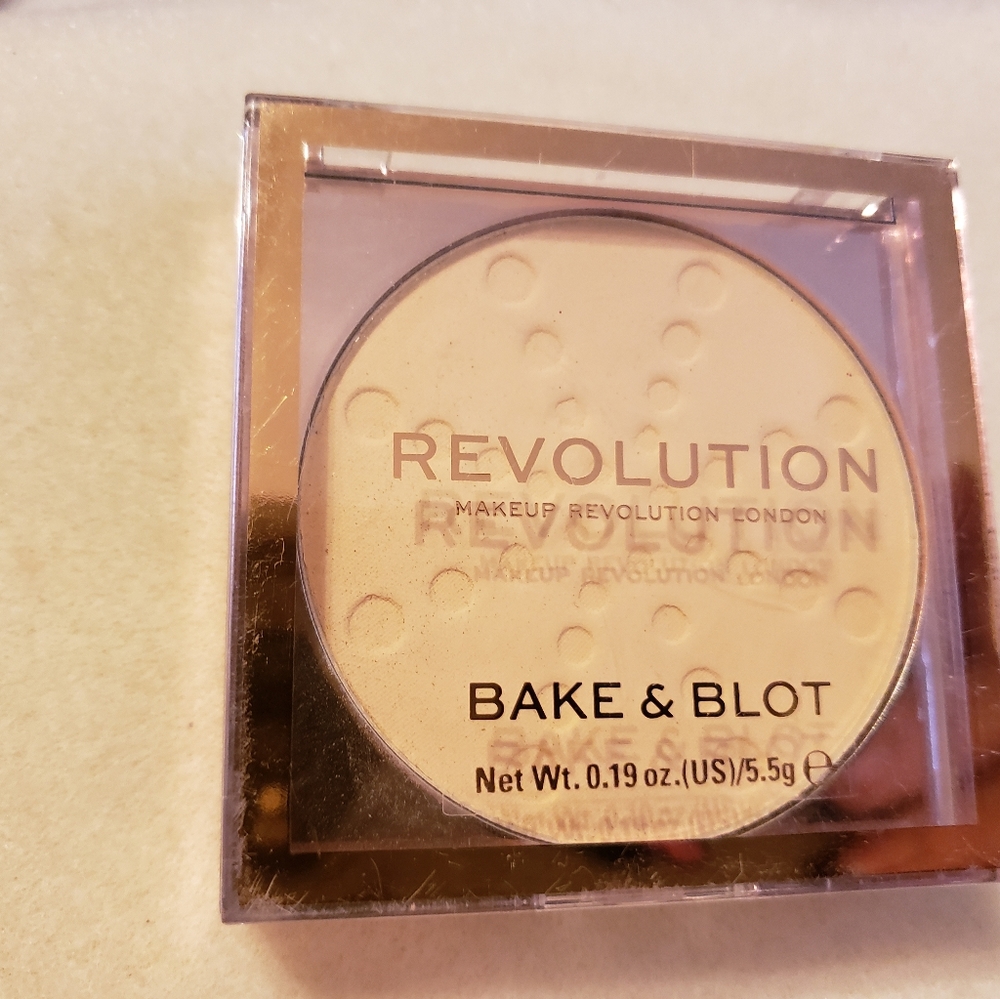 REVOLUTION
MAKEUP REVOLUTION LONDON
BAKE & BLOT
Net Wt. 0.19 oz.(US)/5.5g ℮